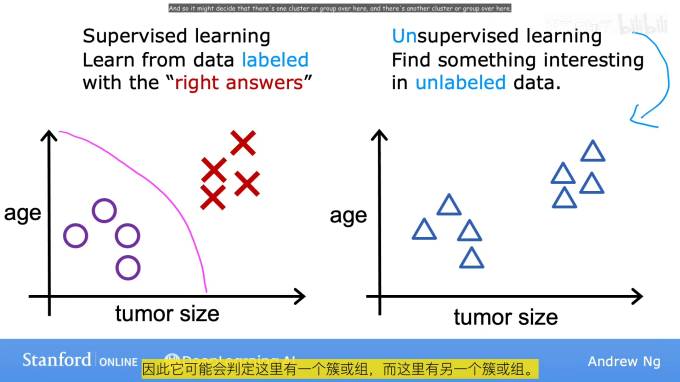 And so it might decide that there's one cluster or group over here, and there's another cluster or group over here,
Supervised learning
Learn from data labeled
with the “right answers”
age
tumor size
Unsupervised learning
Find something interesting
in unlabeled data.
age
tumor size
Stanford ONLINE
Andrew Ng
因此它可能会判定这里有一个簇或组，而这里有另一个簇或组。
bilibili